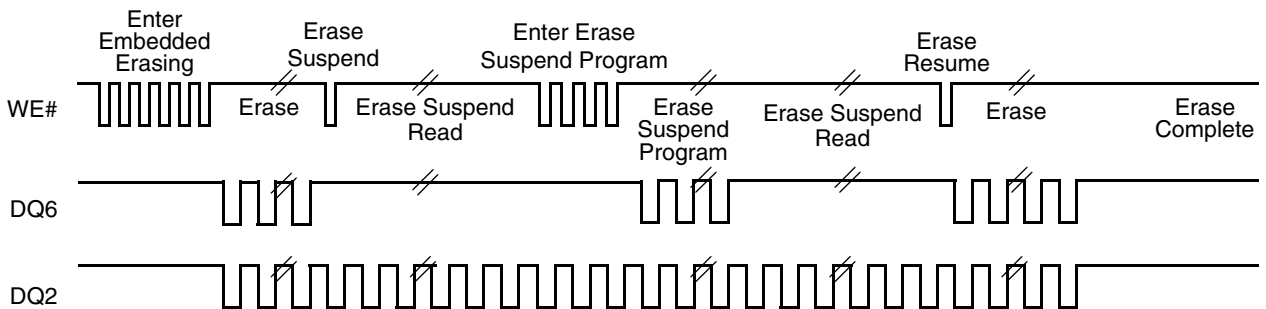 Enter
Embedded
Erasing
Erase
Suspend
Enter Erase
Suspend Program
Erase
Resume
WE#
Erase
Erase Suspend
Read
Erase
Suspend
Program
Erase Suspend
Read
Erase
Erase
Complete
DQ6
DQ2